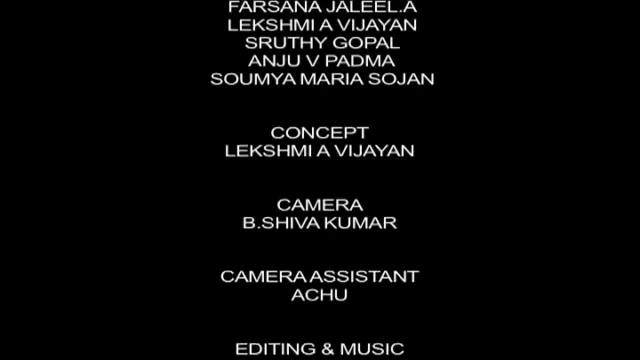 FARSANA JALEEL.A
LEKSHMI A VIJAYAN
SRUTHY GOPAL
ANJU V PADMA
SOUMYA MARIA SOJAN
CONCEPT
LEKSHMI A VIJAYAN
CAMERA
B.SHIVA KUMAR
CAMERA ASSISTANT
ACHU
EDITING & MUSIC